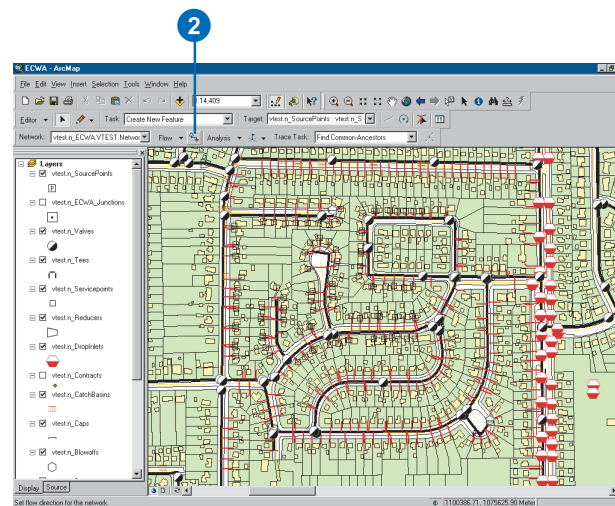 2
ECWA - ArcMap
File Edit View Insert Selection Tools Window Help
1:14,409
Editor Task: Create New Feature Target: vtest.n_SourcePoints : vtest.n_S
Network: vtest.n_ECWA.VTEST.Networ Flow Analysis Trace Task: Find Common Ancestors
Layers
vtest.n_SourcePoints
P
vtest.n_ECWA_Junctions
vtest.n_Valves
vtest.n_Tees
vtest.n_Servicepoints
vtest.n_Reducers
vtest.n_DropInlets
vtest.n_Contracts
vtest.n_CatchBasins
vtest.n_Caps
vtest.n_Blowoffs
Display Source
Set flow direction for the network
1100386.71, 1075625.90 Meter